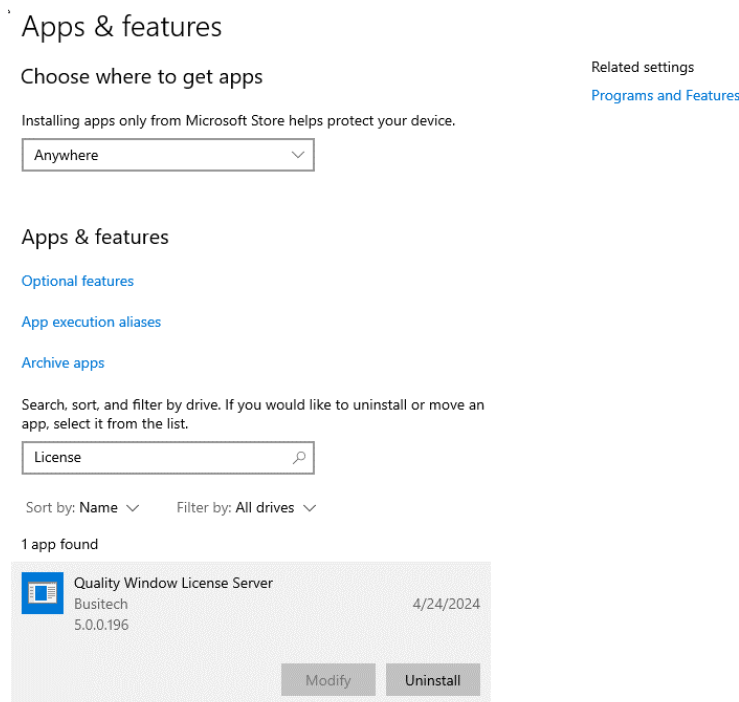 Apps & features
Choose where to get apps
Related settings
Programs and Features
Installing apps only from Microsoft Store helps protect your device.
Anywhere
Apps & features
Optional features
App execution aliases
Archive apps
Search, sort, and filter by drive. If you would like to uninstall or move an
app, select it from the list.
License
Sort by: Name Filter by: All drives
1 app found
Quality Window License Server
Busitech 4/24/2024
5.0.0.196
Modify Uninstall